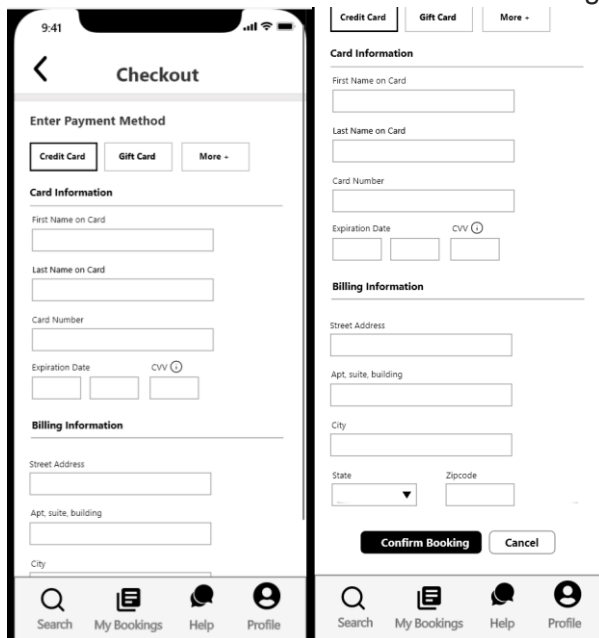 9:41
Checkout
Enter Payment Method
Credit Card Gift Card More -
Card Information
First Name on Card
Last Name on Card
Card Number
Expiration Date CVV
Billing Information
Street Address
Apt, suite, building
City
Search My Bookings Help Profile
Credit Card Gift Card More -
Card Information
First Name on Card
Last Name on Card
Card Number
Expiration Date CVV
Billing Information
Street Address
Apt, suite, building
City
State Zipcode
Confirm Booking Cancel
Search My Bookings Help Profile